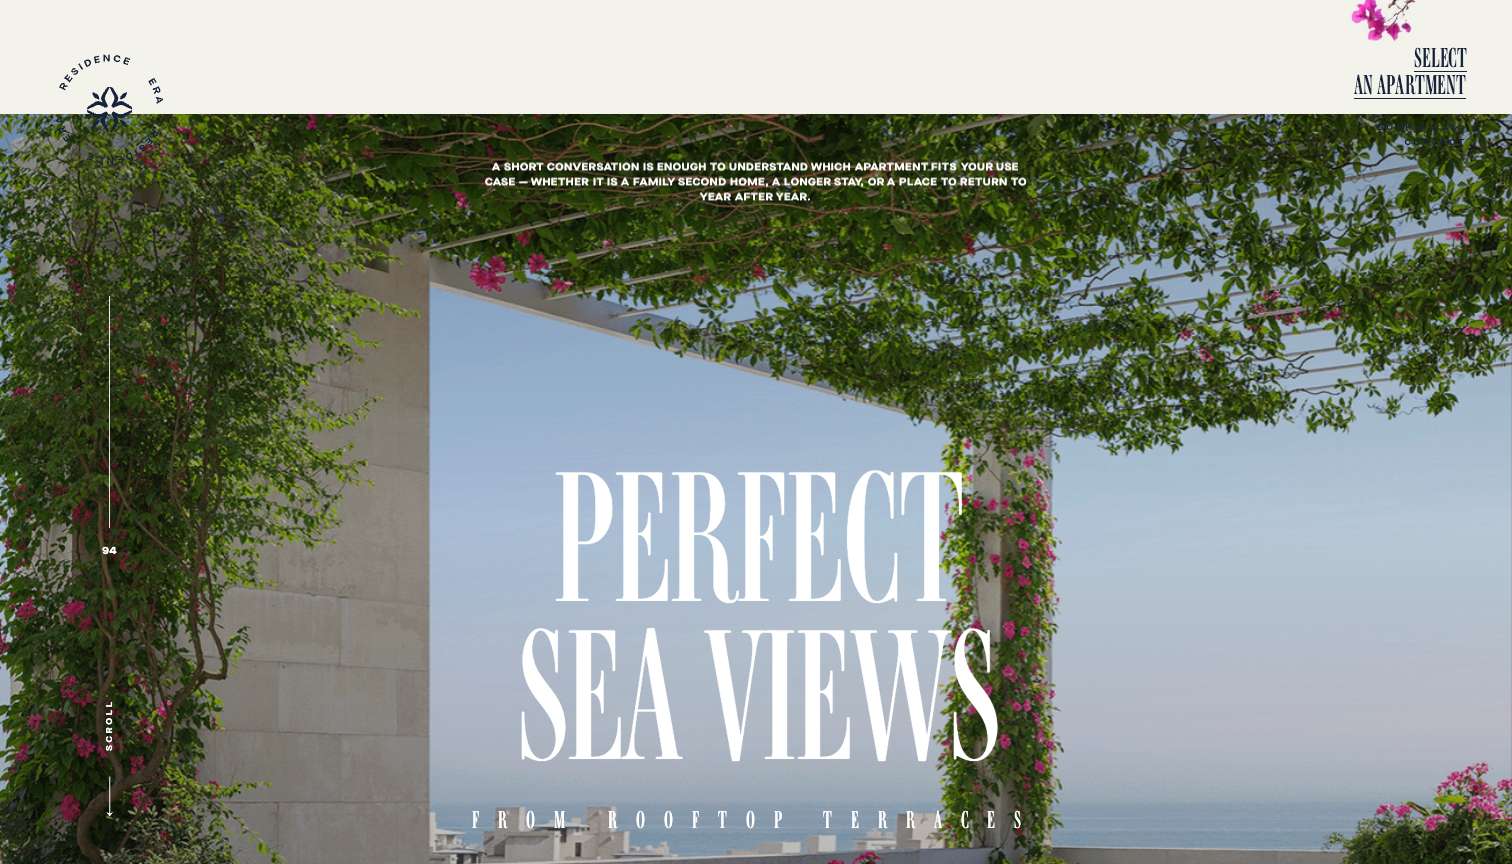 RESIDENCE ERA
SELECT
AN APARTMENT
A SHORT CONVERSATION IS ENOUGH TO UNDERSTAND WHICH APARTMENT FITS YOUR USE
CASE — WHETHER IT IS A FAMILY SECOND HOME, A LONGER STAY, OR A PLACE TO RETURN TO
YEAR AFTER YEAR.
94
PERFECT
SEA VIEWS
SCROLL
FROM ROOFTOP TERRACES